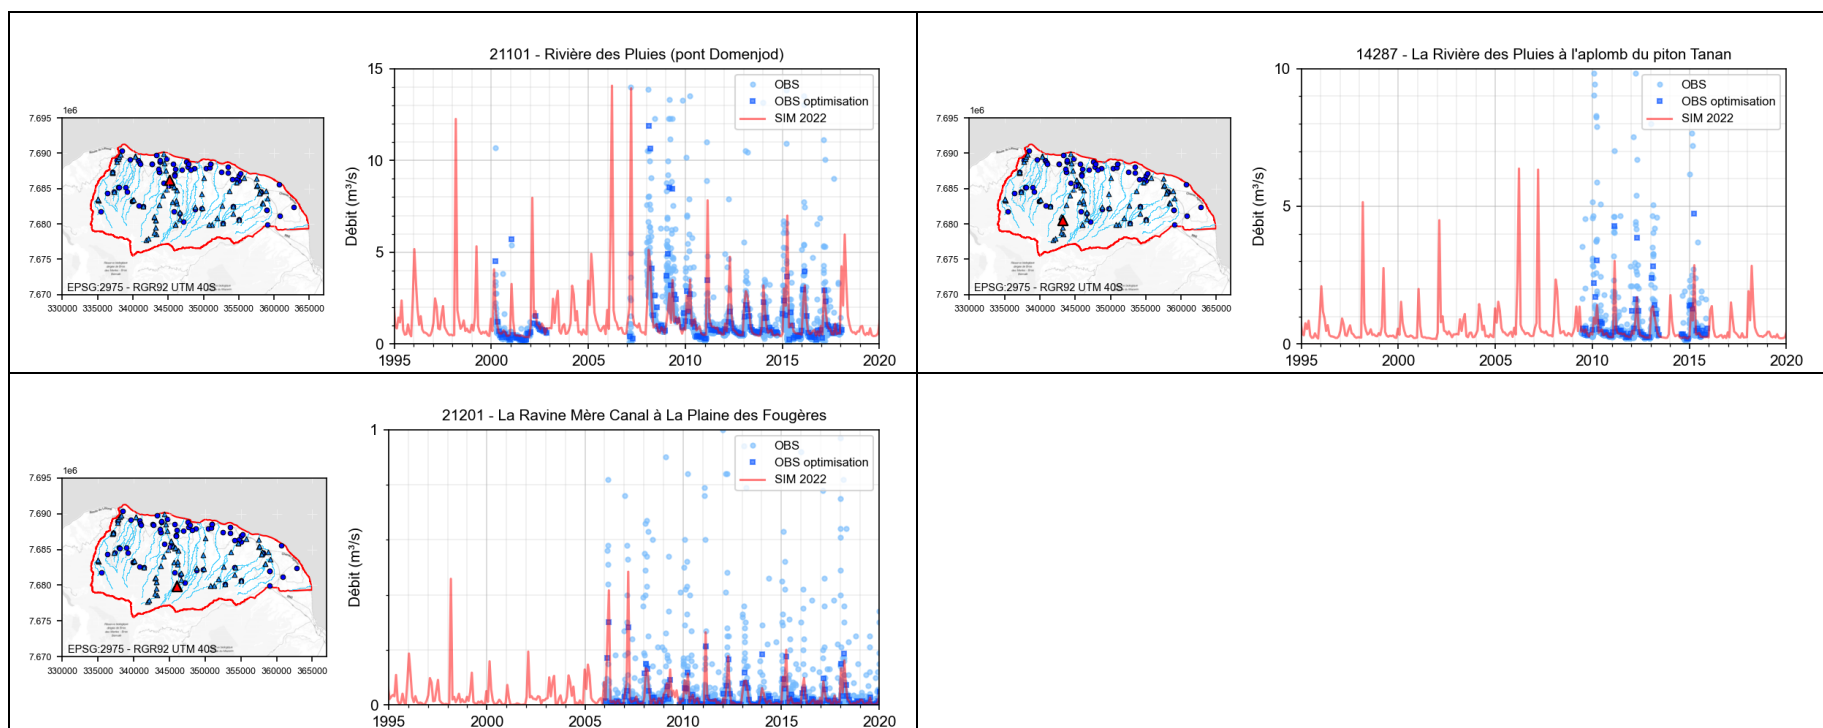 21101 - Rivière des Pluies (pont Domenjod)
OBS
OBS optimisation
SIM 2022
Débit (m³/s)
15
10
5
0
1995 2000 2005 2010 2015 2020
1e6
7.695
7.690
7.685
7.680
7.675
7.670
EPSG:2975 - RGR92 UTM 40S
330000 335000 340000 345000 350000 355000 360000 365000
14287 - La Rivière des Pluies à l'aplomb du piton Tanan
OBS
OBS optimisation
SIM 2022
Débit (m³/s)
10
5
0
1995 2000 2005 2010 2015 2020
1e6
7.695
7.690
7.685
7.680
7.675
7.670
EPSG:2975 - RGR92 UTM 40S
330000 335000 340000 345000 350000 355000 360000 365000
21201 - La Ravine Mère Canal à La Plaine des Fougères
OBS
OBS optimisation
SIM 2022
Débit (m³/s)
1
0
1995 2000 2005 2010 2015 2020
1e6
7.695
7.690
7.685
7.680
7.675
7.670
EPSG:2975 - RGR92 UTM 40S
330000 335000 340000 345000 350000 355000 360000 365000